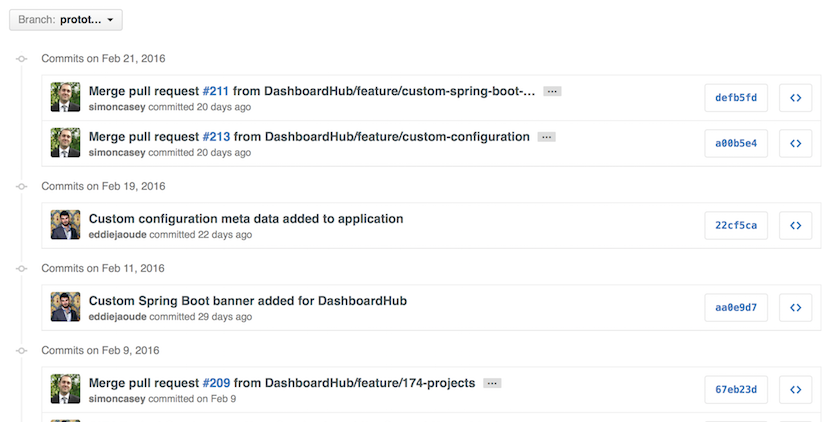 Branch: protot...
Commits on Feb 21, 2016
Merge pull request #211 from DashboardHub/feature/custom-spring-boot-... ...
simoncasey committed 20 days ago
defb5fd
<>
Merge pull request #213 from DashboardHub/feature/custom-configuration ...
simoncasey committed 20 days ago
a00b5e4
<>
Commits on Feb 19, 2016
Custom configuration meta data added to application
eddiejaoude committed 22 days ago
22cf5ca
<>
Commits on Feb 11, 2016
Custom Spring Boot banner added for DashboardHub
eddiejaoude committed 29 days ago
aa0e9d7
<>
Commits on Feb 9, 2016
Merge pull request #209 from DashboardHub/feature/174-projects ...
simoncasey committed on Feb 9
67eb23d
<>